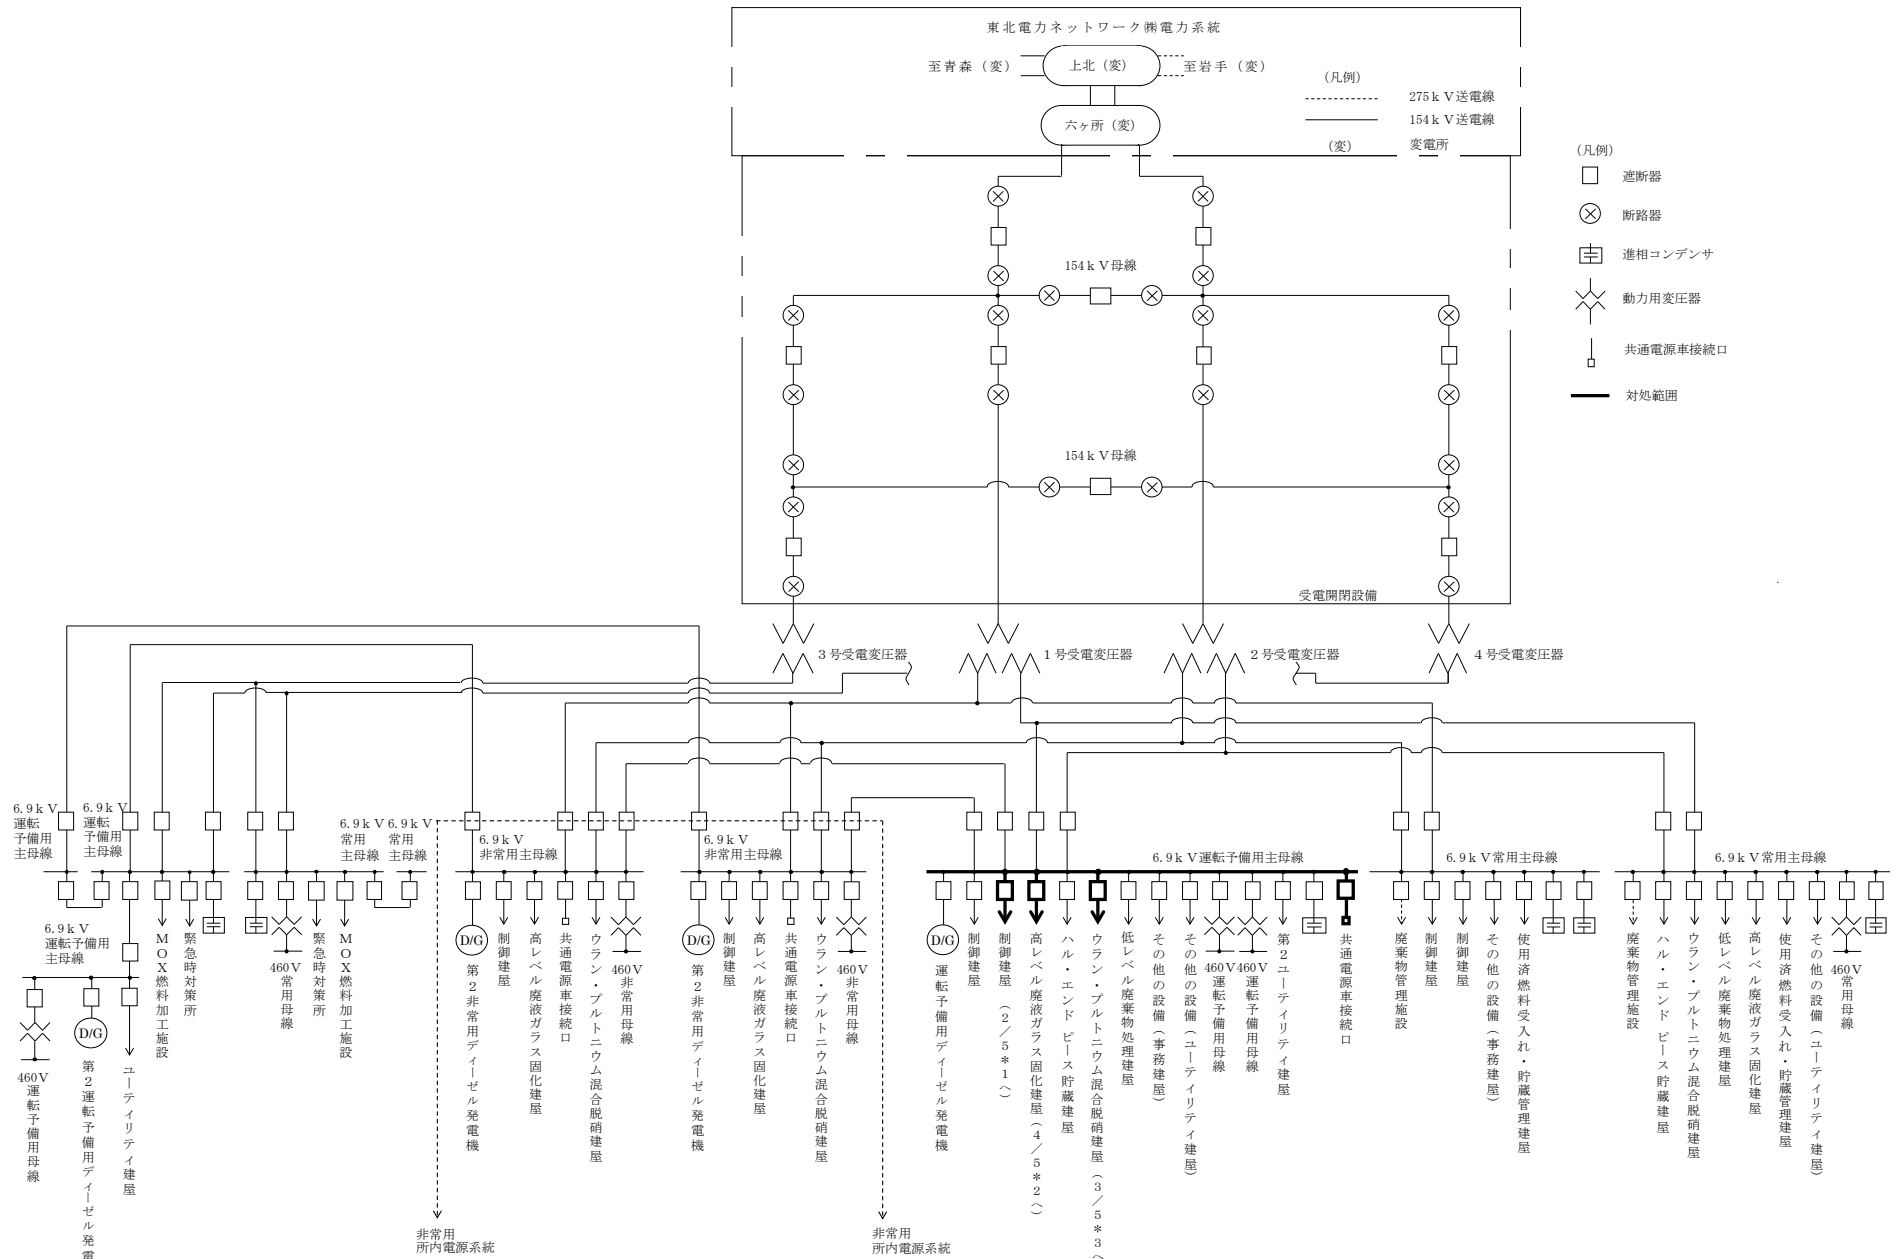 東北電力ネットワーク㈱電力系統
至青森（変）
上北（変）
至岩手（変）
六ヶ所（変）
（凡例）
275ｋＶ送電線
154ｋＶ送電線
（変）　変電所
（凡例）
遮断器
断路器
進相コンデンサ
動力用変圧器
共通電源車接続口
対処範囲
154ｋＶ母線
154ｋＶ母線
受電開閉設備
３号受電変圧器
１号受電変圧器
２号受電変圧器
４号受電変圧器
6.9ｋＶ
運転
予備用
主母線
6.9ｋＶ
運転
予備用
主母線
6.9ｋＶ
常用
主母線
6.9ｋＶ
常用
主母線
6.9ｋＶ
非常用主母線
6.9ｋＶ
非常用主母線
6.9ｋＶ運転予備用主母線
6.9ｋＶ常用主母線
6.9ｋＶ常用主母線
6.9ｋＶ
運転予備用
主母線
460Ｖ
運転予備用母線
D/G
第２運転予備用ディーゼル発電
ユーティリティ建屋
ＭＯＸ燃料加工施設
緊急時対策所
460Ｖ
常用母線
緊急時対策所
ＭＯＸ燃料加工施設
D/G
第２非常用ディーゼル発電機
制御建屋
高レベル廃液ガラス固化建屋
共通電源車接続口
ウラン・プルトニウム混合脱硝建屋
460Ｖ
非常用母線
D/G
第２非常用ディーゼル発電機
制御建屋
高レベル廃液ガラス固化建屋
共通電源車接続口
ウラン・プルトニウム混合脱硝建屋
460Ｖ
非常用母線
D/G
運転予備用ディーゼル発電機
制御建屋
制御建屋（２／５＊１へ）
高レベル廃液ガラス固化建屋（４／５＊２へ）
ハル・エンド ピース貯蔵建屋
ウラン・プルトニウム混合脱硝建屋（３／５＊３へ
低レベル廃棄物処理建屋
その他の設備（事務建屋）
その他の設備（ユーティリティ建屋）
460Ｖ
運転予備用母線
460Ｖ
運転予備用母線
第２ユーティリティ建屋
共通電源車接続口
廃棄物管理施設
制御建屋
制御建屋
その他の設備（事務建屋）
使用済燃料受入れ・貯蔵管理建屋
廃棄物管理施設
ハル・エンド ピース貯蔵建屋
ウラン・プルトニウム混合脱硝建屋
低レベル廃棄物処理建屋
高レベル廃液ガラス固化建屋
使用済燃料受入れ・貯蔵管理建屋
その他の設備（ユーティリティ建屋）
460Ｖ
常用母線
非常用
所内電源系統
非常用
所内電源系統